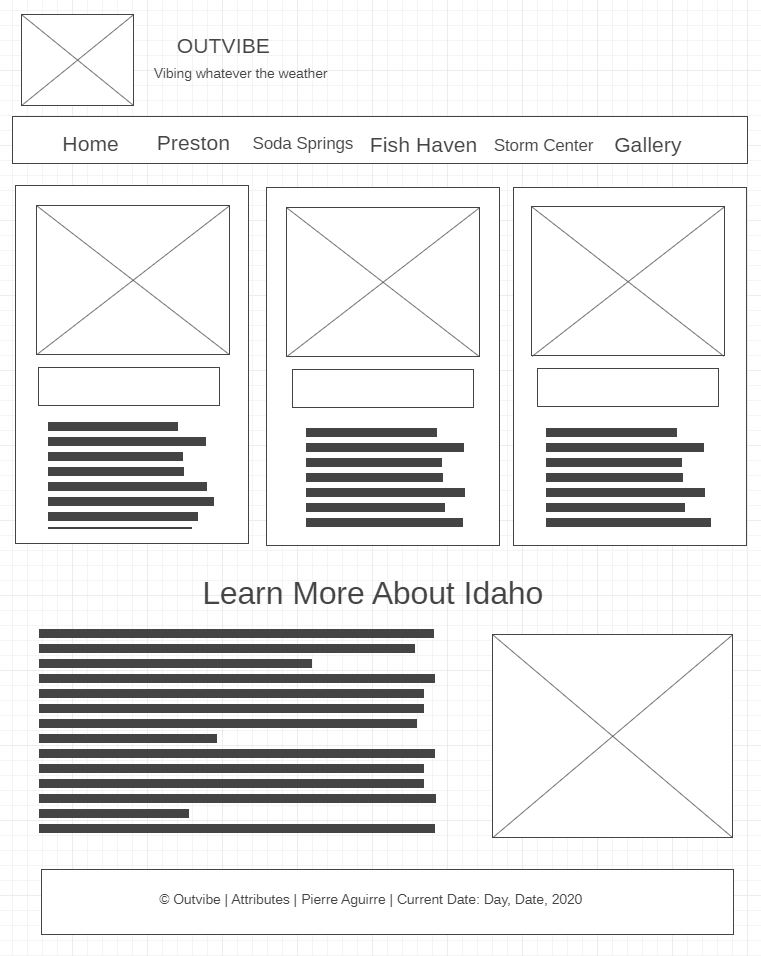 OUTVIBE
Vibing whatever the weather
Home Preston Soda Springs Fish Haven Storm Center Gallery
Learn More About Idaho
© Outvibe | Attributes | Pierre Aguirre | Current Date: Day, Date, 2020